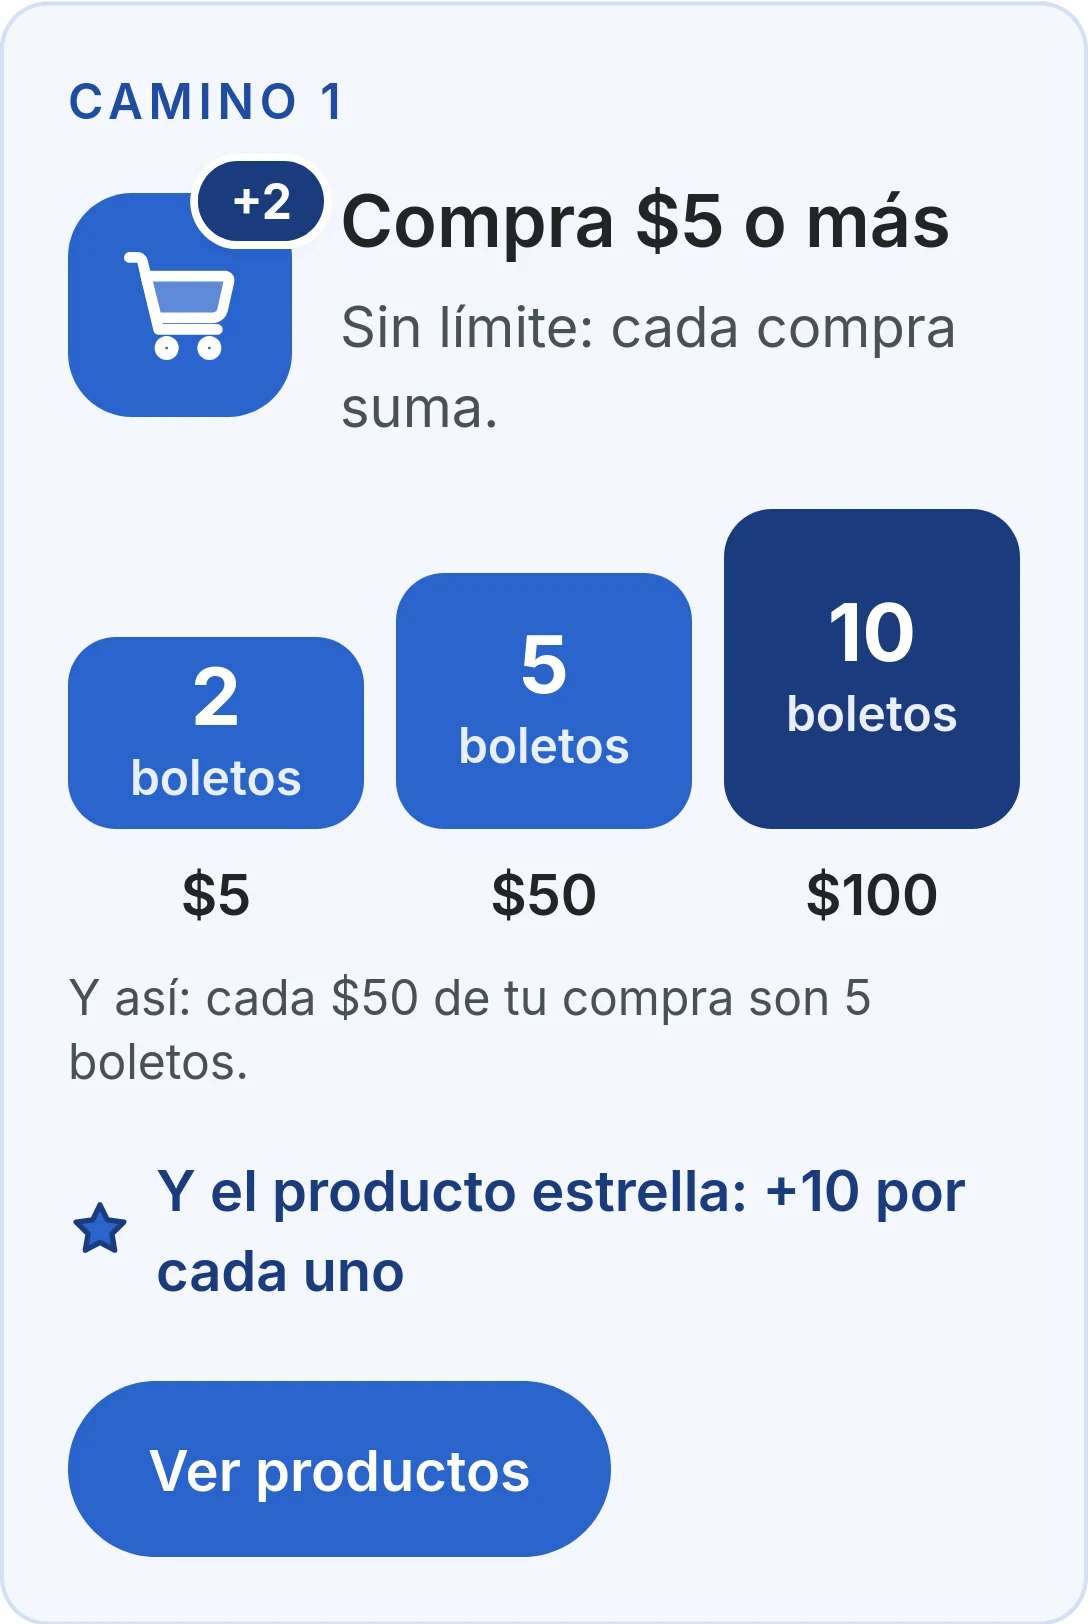 CAMINO 1
+2
Compra $5 o más
Sin límite: cada compra
suma.
2
boletos
5
boletos
10
boletos
$5
$50
$100
Y así: cada $50 de tu compra son 5
boletos.
Y el producto estrella: +10 por
cada uno
Ver productos